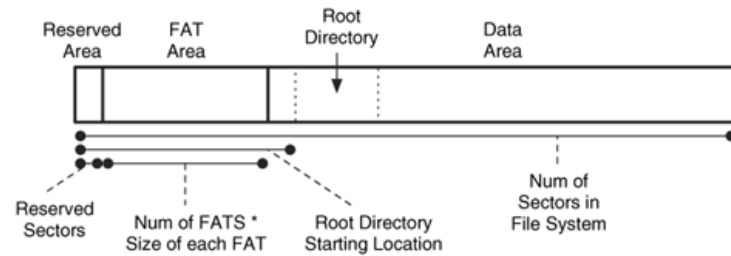 Root
Directory
Reserved
Area
FAT
Area
Data
Area
Reserved
Sectors
Num of FATS *
Size of each FAT
Root Directory
Starting Location
Num of
Sectors in
File System